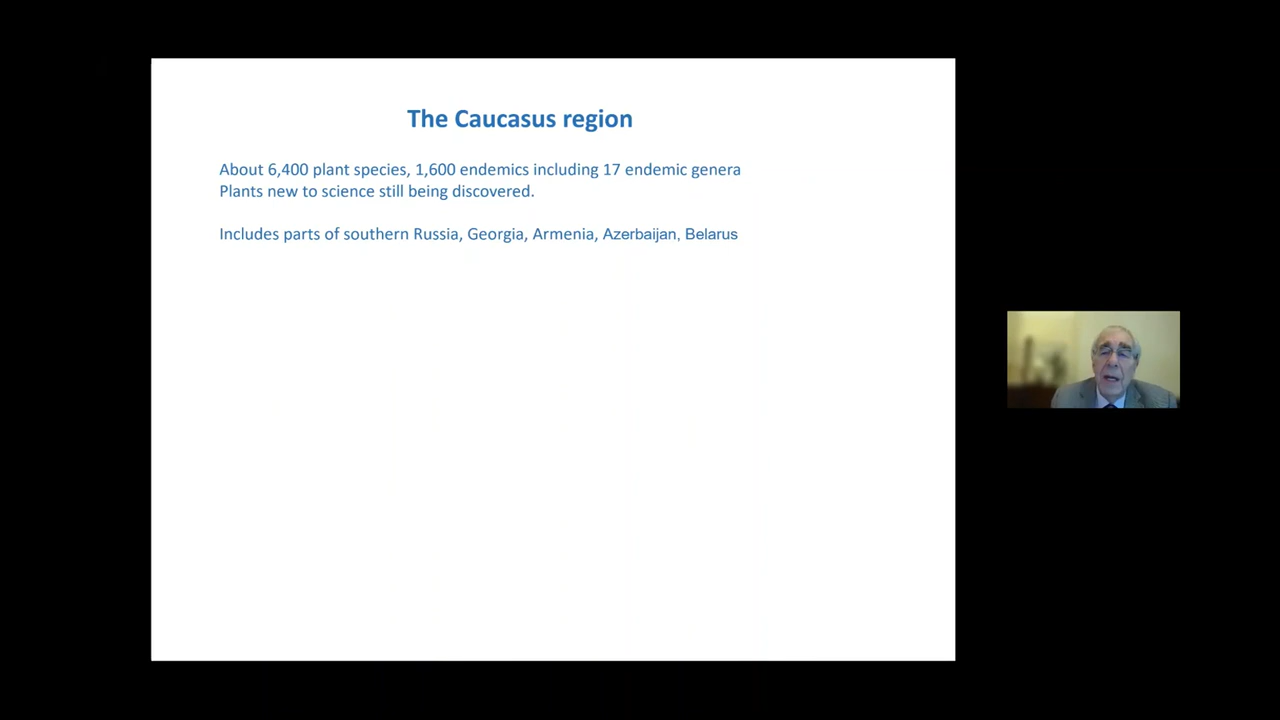 The Caucasus region
About 6,400 plant species, 1,600 endemics including 17 endemic genera
Plants new to science still being discovered.
Includes parts of southern Russia, Georgia, Armenia, Azerbaijan, Belarus